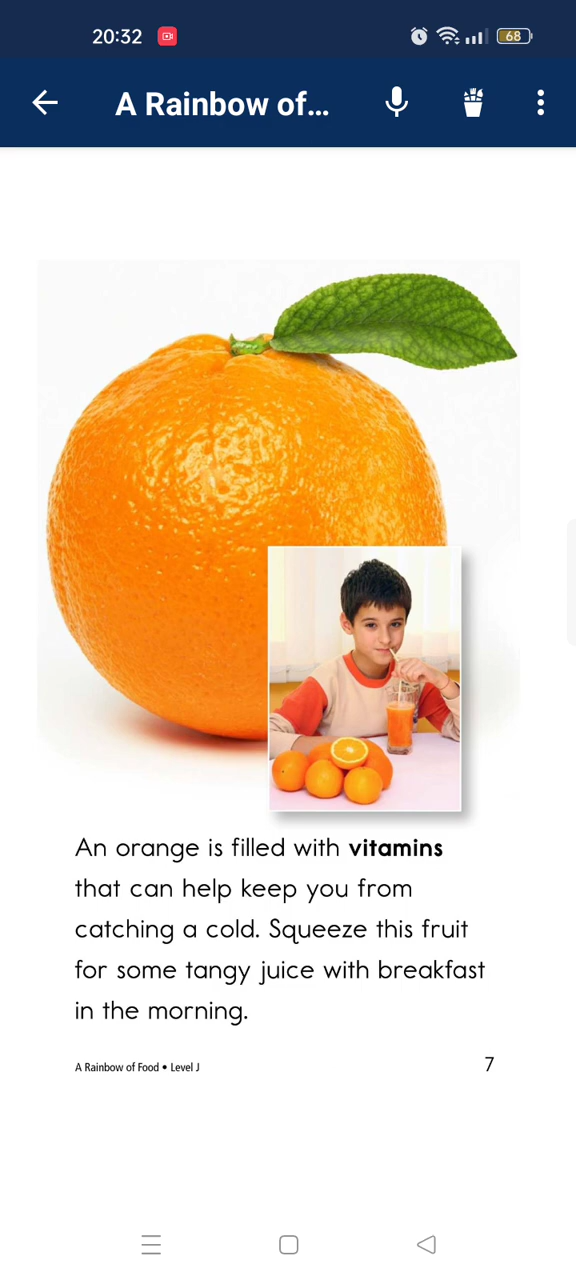 20:32
68
A Rainbow of...
An orange is filled with vitamins
that can help keep you from
catching a cold. Squeeze this fruit
for some tangy juice with breakfast
in the morning.
A Rainbow of Food • Level J
7